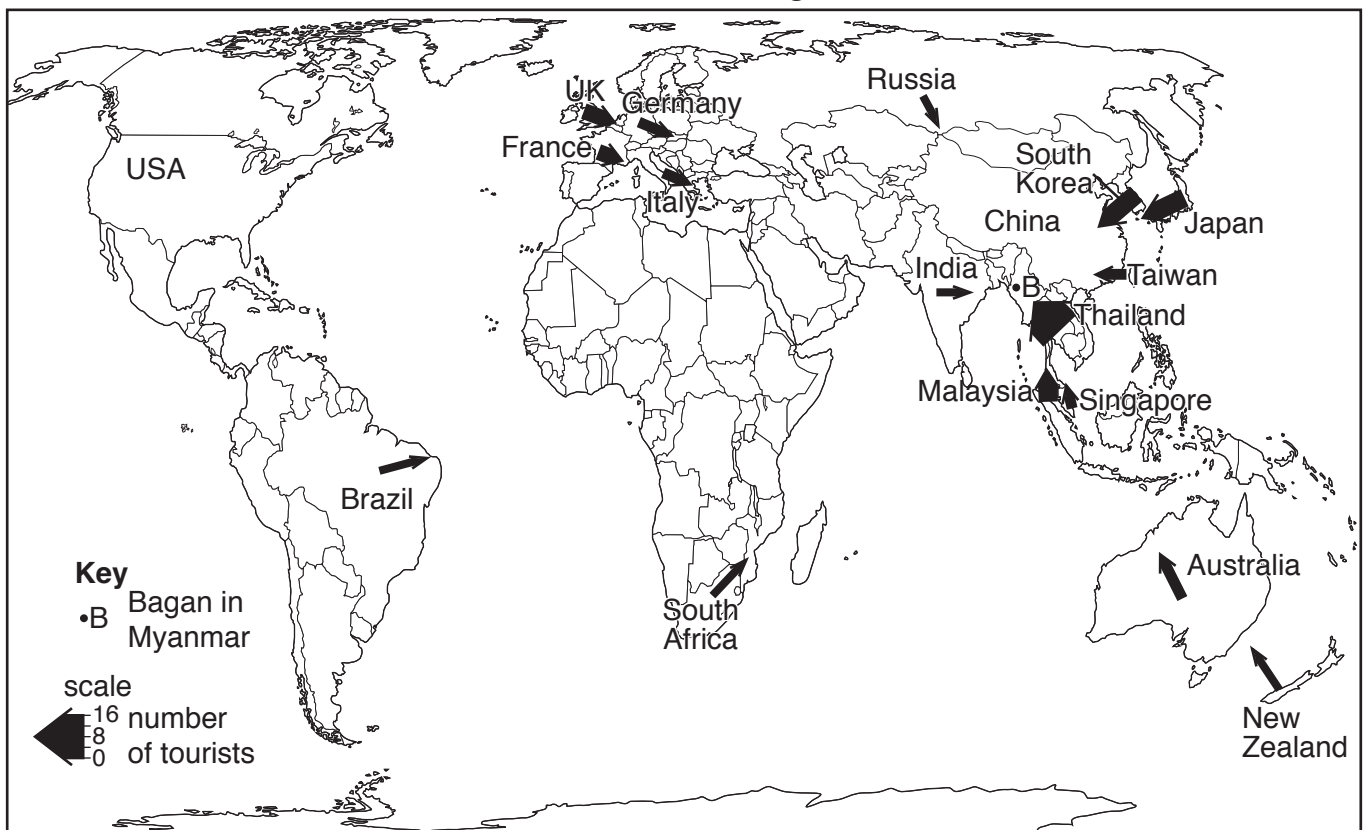 Russia
UK
Germany
France
USA
South
Korea
Italy
China
Japan
India
Taiwan
•B
Thailand
Malaysia
Singapore
Brazil
Australia
Key
•B Bagan in
Myanmar
South
Africa
scale
16 number
8 of tourists
0
New
Zealand